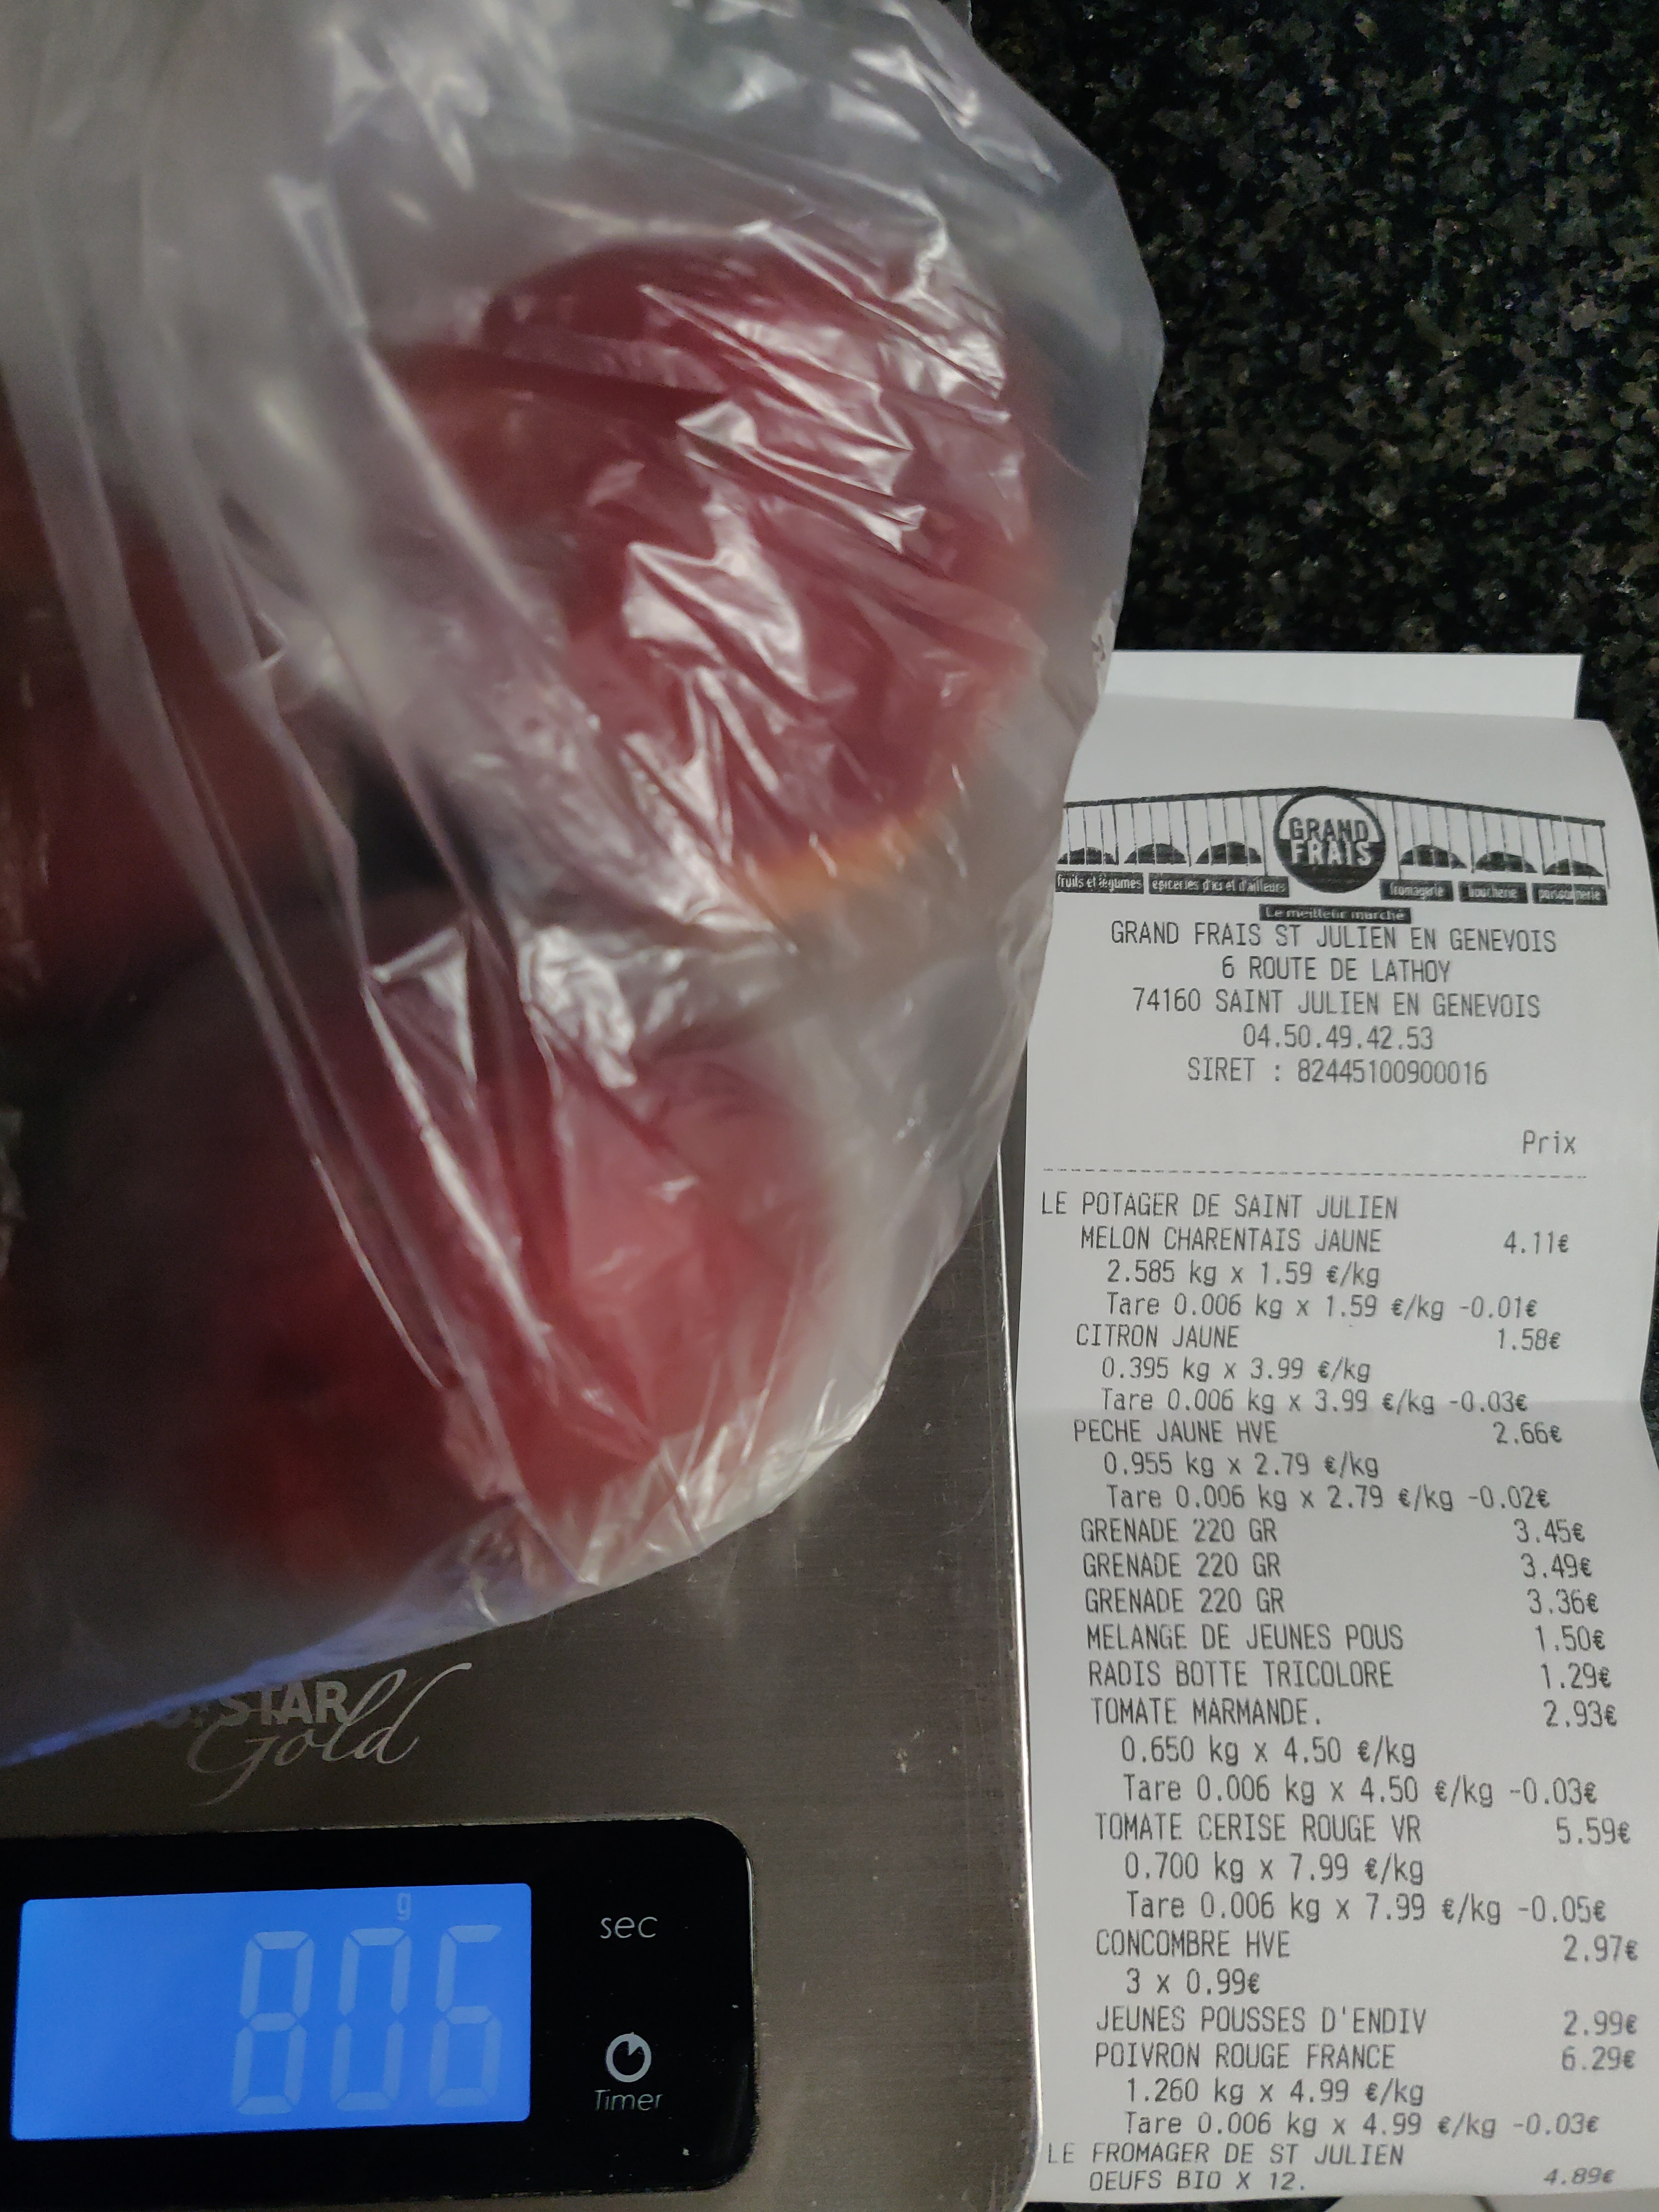 GRAND
FRAIS
fruits et légumes épiceries d'ici et d'ailleurs fromagerie boucherie poissonnerie
Le meilleur marché
GRAND FRAIS ST JULIEN EN GENEVOIS
6 ROUTE DE LATHOY
74160 SAINT JULIEN EN GENEVOIS
04.50.49.42.53
SIRET : 82445100900016
Prix
LE POTAGER DE SAINT JULIEN
MELON CHARENTAIS JAUNE 4.11€
2.585 kg x 1.59 €/kg
Tare 0.006 kg x 1.59 €/kg -0.01€
CITRON JAUNE 1.58€
0.395 kg x 3.99 €/kg
Tare 0.006 kg x 3.99 €/kg -0.03€
PECHE JAUNE HVE 2.66€
0.955 kg x 2.79 €/kg
Tare 0.006 kg x 2.79 €/kg -0.02€
GRENADE 220 GR 3.45€
GRENADE 220 GR 3.49€
GRENADE 220 GR 3.36€
MELANGE DE JEUNES POUS 1.50€
RADIS BOTTE TRICOLORE 1.29€
TOMATE MARMANDE. 2.93€
0.650 kg x 4.50 €/kg
Tare 0.006 kg x 4.50 €/kg -0.03€
TOMATE CERISE ROUGE VR 5.59€
0.700 kg x 7.99 €/kg
Tare 0.006 kg x 7.99 €/kg -0.05€
CONCOMBRE HVE 2.97€
3 x 0.99€
JEUNES POUSSES D'ENDIV 2.99€
POIVRON ROUGE FRANCE 6.29€
1.260 kg x 4.99 €/kg
Tare 0.006 kg x 4.99 €/kg -0.03€
LE FROMAGER DE ST JULIEN
OEUFS BIO X 12. 4.89€
Gold
g
806
sec
Timer